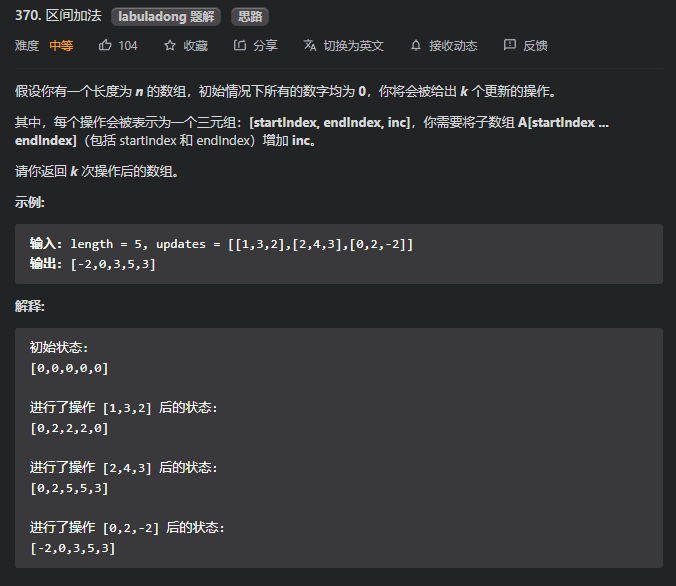 370. 区间加法 labuladong 题解 思路
难度 中等 104 收藏 分享 切换为英文 接收动态 反馈
假设你有一个长度为 n 的数组，初始情况下所有的数字均为 0，你将会被给出 k 个更新的操作。
其中，每个操作会被表示为一个三元组：[startIndex, endIndex, inc]，你需要将子数组 A[startIndex ...
endIndex]（包括 startIndex 和 endIndex）增加 inc。
请你返回 k 次操作后的数组。
示例:
输入: length = 5, updates = [[1,3,2],[2,4,3],[0,2,-2]]
输出: [-2,0,3,5,3]
解释:
初始状态:
[0,0,0,0,0]
进行了操作 [1,3,2] 后的状态:
[0,2,2,2,0]
进行了操作 [2,4,3] 后的状态:
[0,2,5,5,3]
进行了操作 [0,2,-2] 后的状态:
[-2,0,3,5,3]